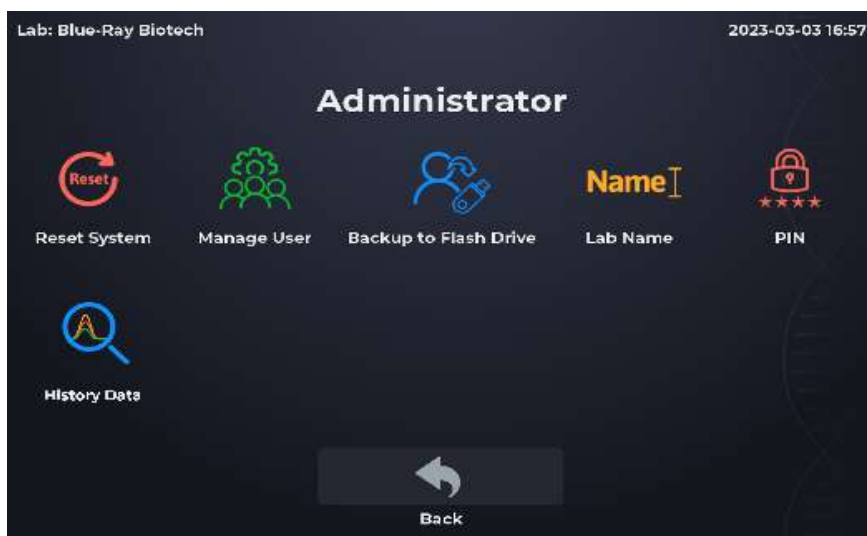 Lab: Blue-Ray Biotech 2023-03-03 16:57
Administrator
Reset Name ****
Reset System Manage User Backup to Flash Drive Lab Name PIN
History Data
Back